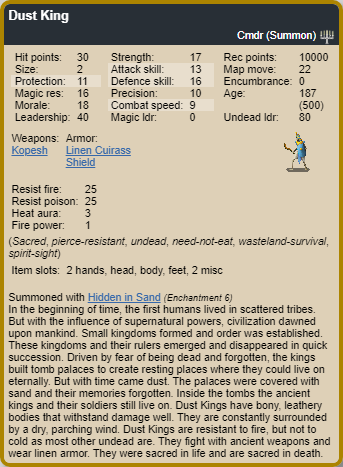 Dust King
Cmdr (Summon)
Hit points: 30 Strength: 17 Rec points: 10000
Size: 2 Attack skill: 13 Map move: 22
Protection: 11 Defence skill: 16 Encumbrance: 0
Magic res: 16 Precision: 10 Age: 187
Morale: 18 Combat speed: 9 (500)
Leadership: 40 Magic ldr: 0 Undead ldr: 80
Weapons: Armor:
Kopesh Linen Cuirass
Shield
Resist fire: 25
Resist poison: 25
Heat aura: 3
Fire power: 1
(Sacred, pierce-resistant, undead, need-not-eat, wasteland-survival,
spirit-sight)
Item slots: 2 hands, head, body, feet, 2 misc
Summoned with Hidden in Sand (Enchantment 6)
In the beginning of time, the first humans lived in scattered tribes.
But with the influence of supernatural powers, civilization dawned
upon mankind. Small kingdoms formed and order was established.
These kingdoms and their rulers emerged and disappeared in quick
succession. Driven by fear of being dead and forgotten, the kings
built tomb palaces to create resting places where they could live on
eternally. But with time came dust. The palaces were covered with
sand and their memories forgotten. Inside the tombs the ancient
kings and their soldiers still live on. Dust Kings have bony, leathery
bodies that withstand damage well. They are constantly surrounded
by a dry, parching wind. Dust Kings are resistant to fire, but not to
cold as most other undead are. They fight with ancient weapons and
wear linen armor. They were sacred in life and are sacred in death.